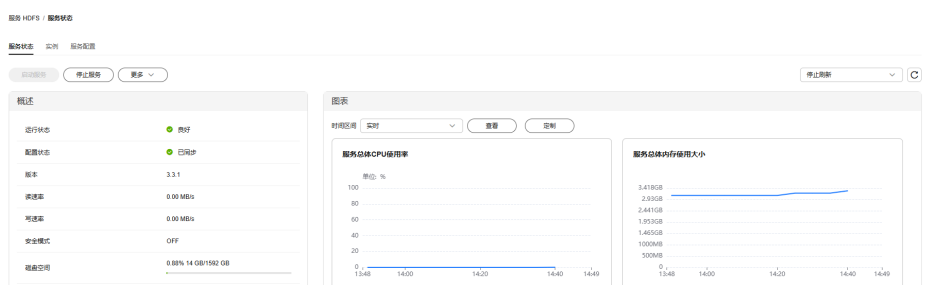 服务 HDFS / 服务状态
服务状态 实例 服务配置
启动服务 停止服务 更多 停止刷新
概述
运行状态 良好
配置状态 已同步
版本 3.3.1
读速率 0.00 MB/s
写速率 0.00 MB/s
安全模式 OFF
磁盘空间 0.88% 14 GB/1592 GB
图表
时间区间 实时 查看 定制
服务总体CPU使用率
单位: %
100
80
60
40
20
0
13:48 14:00 14:20 14:40 14:49
服务总体内存使用大小
3.418GB
2.93GB
2.441GB
1.953GB
1.465GB
1000MB
500MB
0
13:48 14:00 14:20 14:40 14:49